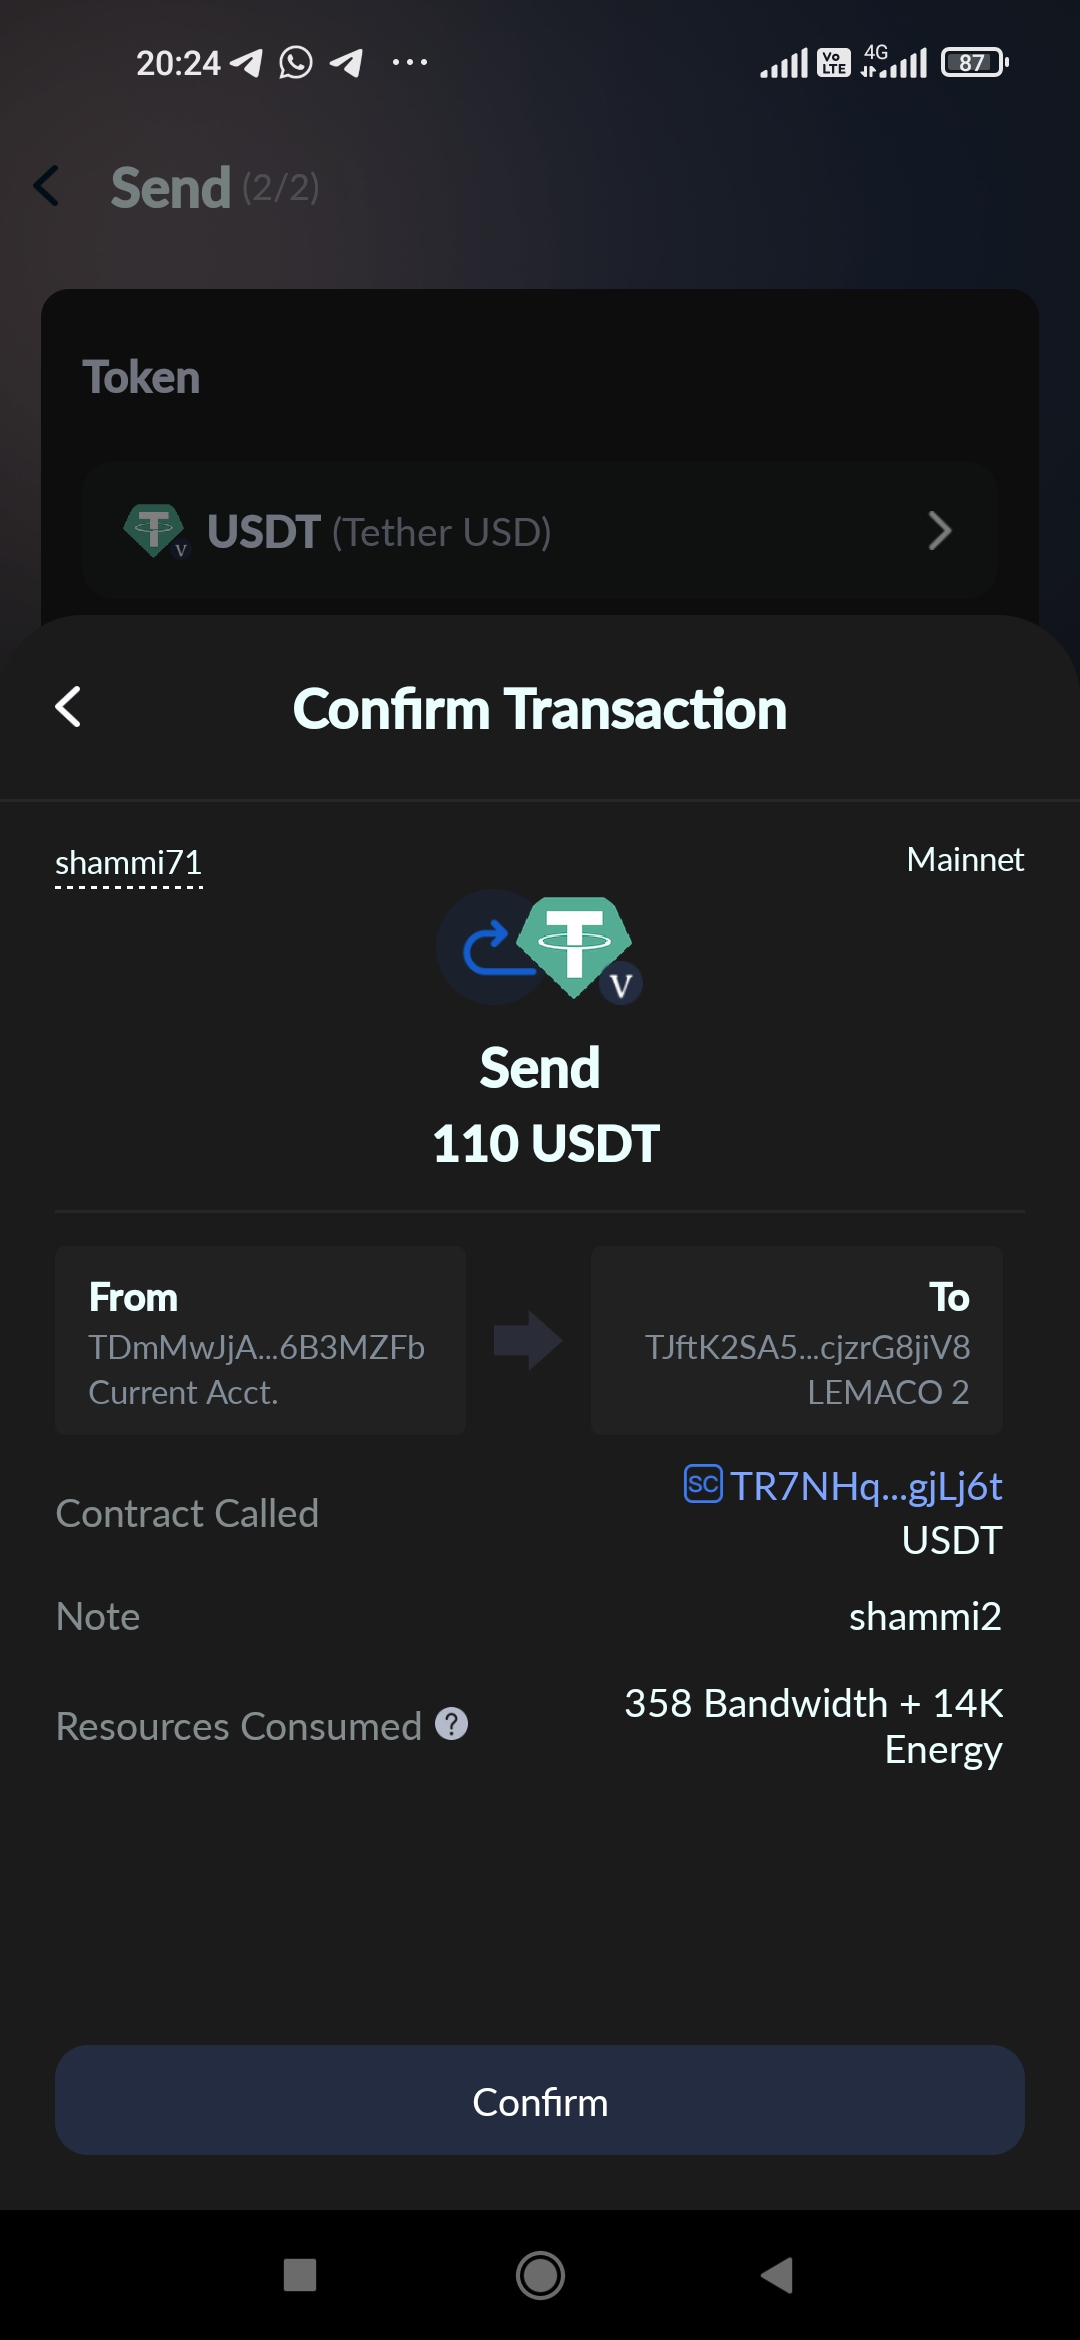 20:24
Vo LTE
4G
87
Send (2/2)
Token
USDT (Tether USD)
V
Confirm Transaction
shammi71
Mainnet
V
Send
110 USDT
From
TDmMwJjA...6B3MZFb
Current Acct.
To
TJftK2SA5...cjzrG8jiV8
LEMACO 2
Contract Called
SC TR7NHq...gjLj6t
USDT
Note
shammi2
Resources Consumed ?
358 Bandwidth + 14K
Energy
Confirm